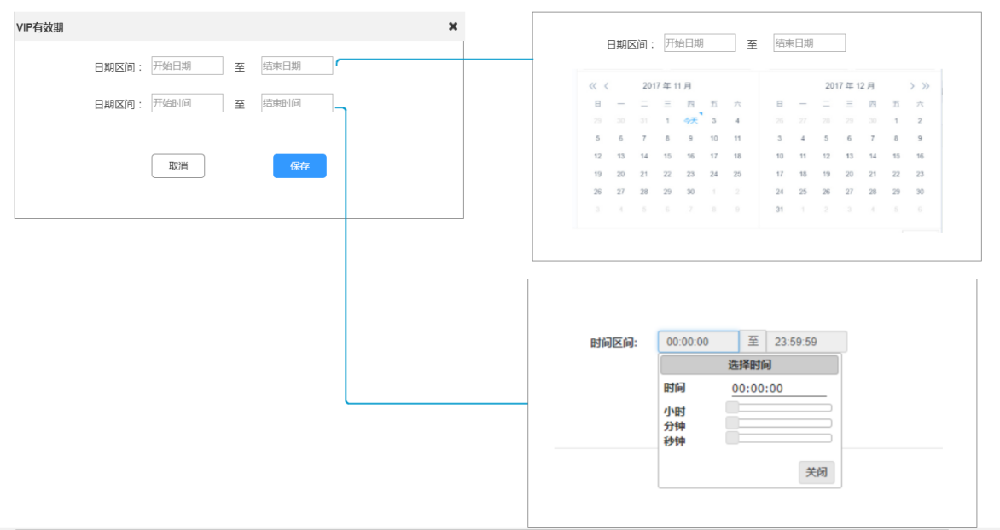 VIP有效期 ✖
日期区间： 开始日期 至 结束日期
日期区间： 开始时间 至 结束时间
取消 保存
日期区间： 开始日期 至 结束日期
« ‹ 2017 年 11 月
日 一 二 三 四 五 六
29 30 31 1 今天 3 4
5 6 7 8 9 10 11
12 13 14 15 16 17 18
19 20 21 22 23 24 25
26 27 28 29 30 1 2
3 4 5 6 7 8 9
2017 年 12 月 › »
日 一 二 三 四 五 六
26 27 28 29 30 1 2
3 4 5 6 7 8 9
10 11 12 13 14 15 16
17 18 19 20 21 22 23
24 25 26 27 28 29 30
31 1 2 3 4 5 6
时间区间: 00:00:00 至 23:59:59
选择时间
时间 00:00:00
小时
分钟
秒钟
关闭